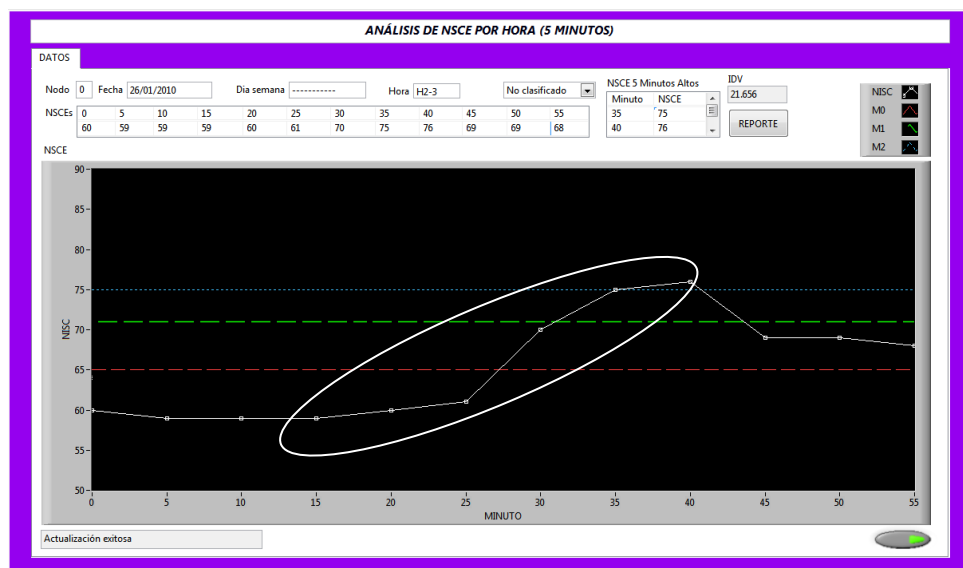 ANÁLISIS DE NSCE POR HORA (5 MINUTOS)
DATOS
Nodo 0 Fecha 26/01/2010 Dia semana ----------- Hora H2-3 No clasificado
NSCEs 0 5 10 15 20 25 30 35 40 45 50 55
60 59 59 59 60 61 70 75 76 69 69 68
NSCE 5 Minutos Altos
Minuto NSCE
35 75
40 76
IDV
21.656
REPORTE
NISC
M0
M1
M2
NSCE
90
85
80
75
70
65
60
55
50
NISC
0 5 10 15 20 25 30 35 40 45 50 55
MINUTO
Actualización exitosa